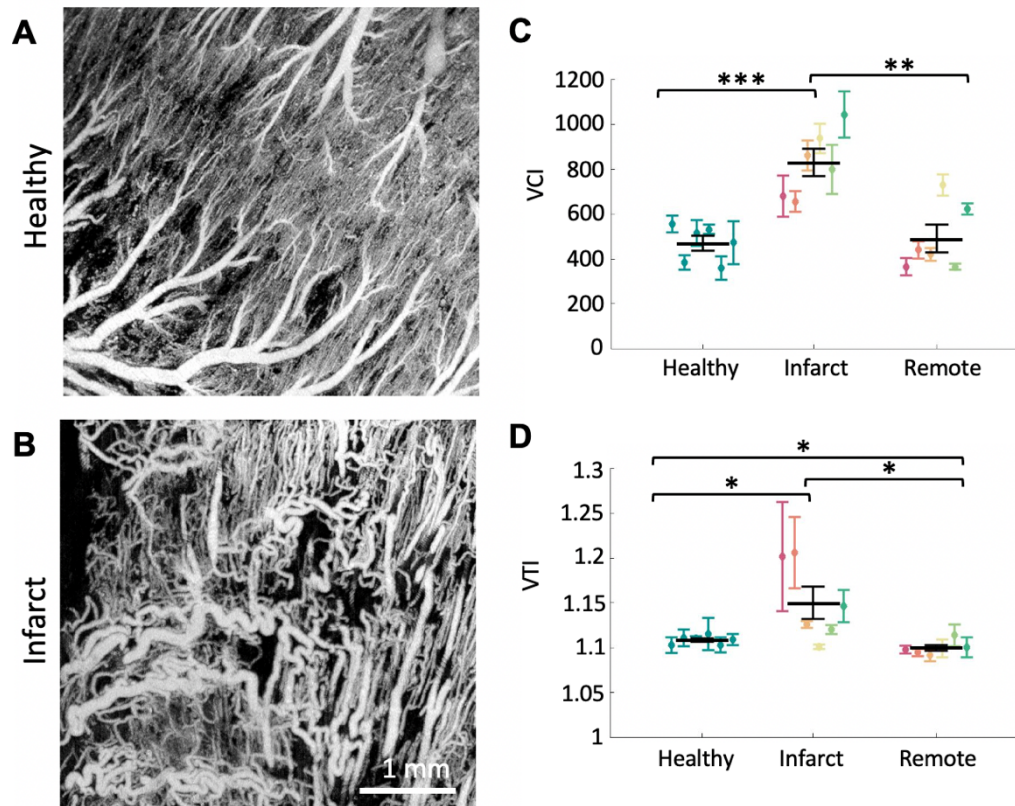 A
Healthy
B
Infarct
1 mm
C
*** **
1200
1000
800
600
400
200
0
VCI
Healthy Infarct Remote
D
*
* *
1.3
1.25
1.2
1.15
1.1
1.05
1
VTI
Healthy Infarct Remote